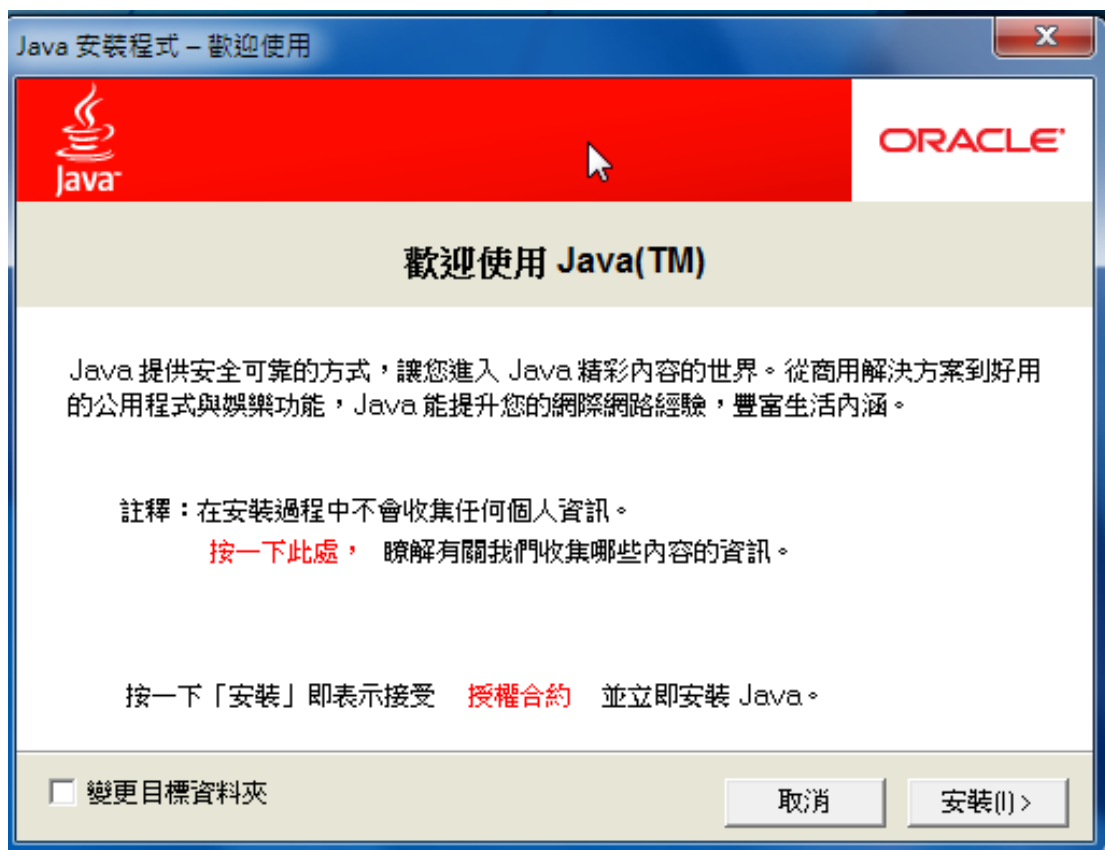 Java 安裝程式 – 歡迎使用
Java
ORACLE
歡迎使用 Java(TM)
Java 提供安全可靠的方式，讓您進入 Java 精彩內容的世界。從商用解決方案到好用
的公用程式與娛樂功能，Java 能提升您的網際網路經驗，豐富生活內涵。
註釋：在安裝過程中不會收集任何個人資訊。
按一下此處， 瞭解有關我們收集哪些內容的資訊。
按一下「安裝」即表示接受 授權合約 並立即安裝 Java。
變更目標資料夾
取消 安裝(I) >